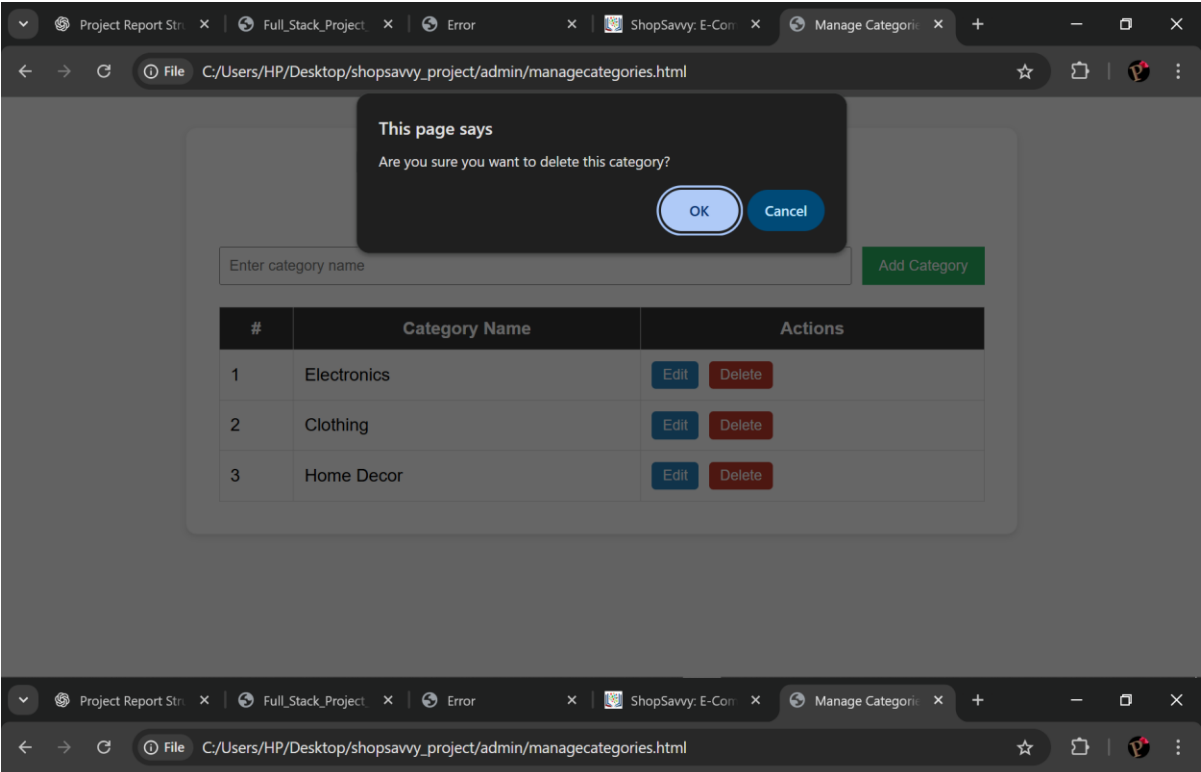 Project Report Str Full_Stack_Project_ Error ShopSavvy: E-Com Manage Categorie
File C:/Users/HP/Desktop/shopsavvy_project/admin/managecategories.html
This page says
Are you sure you want to delete this category?
OK Cancel
Enter category name Add Category
# Category Name Actions
1 Electronics Edit Delete
2 Clothing Edit Delete
3 Home Decor Edit Delete
Project Report Str Full_Stack_Project_ Error ShopSavvy: E-Com Manage Categorie
File C:/Users/HP/Desktop/shopsavvy_project/admin/managecategories.html